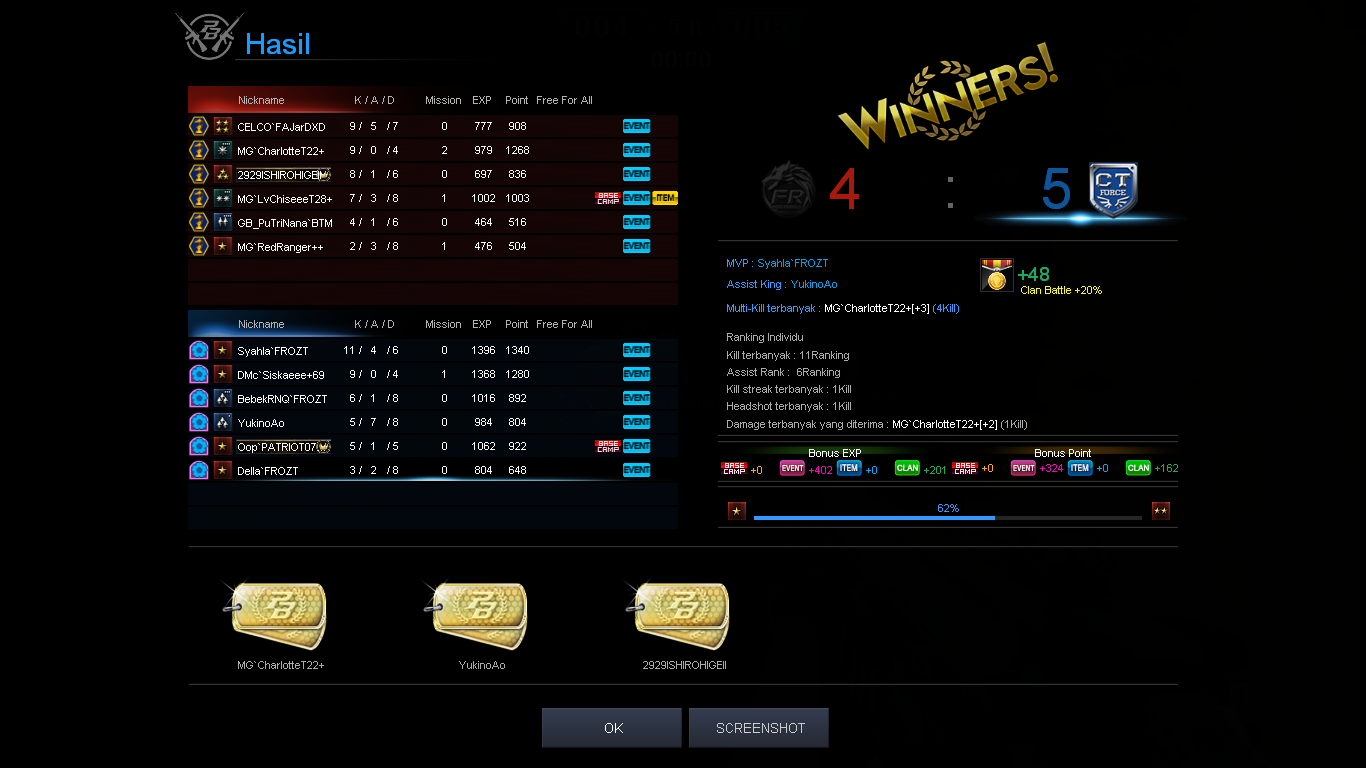 Hasil
Nickname K / A / D Mission EXP Point Free For All
CELCO`FAJarDXD 9 / 5 / 7 0 777 908 EVENT
MG`CharlotteT22+ 9 / 0 / 4 2 979 1268 EVENT
2929ISHIROHIGEII 8 / 1 / 6 0 697 836 EVENT
MG`LvChiseeeT28+ 7 / 3 / 8 1 1002 1003 BASE CAMP EVENT ITEM
GB_PuTriNana`BTM 4 / 1 / 6 0 464 516 EVENT
MG`RedRanger++ 2 / 3 / 8 1 476 504 EVENT
Nickname K / A / D Mission EXP Point Free For All
Syahla`FROZT 11 / 4 / 6 0 1396 1340 EVENT
DMc`Siskaeee+69 9 / 0 / 4 1 1368 1280 EVENT
BebekRNQ`FROZT 6 / 1 / 8 0 1016 892 EVENT
YukinoAo 5 / 7 / 8 0 984 804 EVENT
Oop`PATRIOT07 5 / 1 / 5 0 1062 922 BASE CAMP EVENT
Della`FROZT 3 / 2 / 8 0 804 648 EVENT
WINNERS!
FR 4 : 5 CT FORCE
MVP : Syahla`FROZT
Assist King : YukinoAo
+48
Clan Battle +20%
Multi-Kill terbanyak : MG`CharlotteT22+[+3] (4Kill)
Ranking Individu
Kill terbanyak : 11Ranking
Assist Rank : 6Ranking
Kill streak terbanyak : 1Kill
Headshot terbanyak : 1Kill
Damage terbanyak yang diterima : MG`CharlotteT22+[+2] (1Kill)
Bonus EXP Bonus Point
BASE CAMP +0 EVENT +402 ITEM +0 CLAN +201 BASE CAMP +0 EVENT +324 ITEM +0 CLAN +162
62%
MG`CharlotteT22+ YukinoAo 2929ISHIROHIGEII
OK SCREENSHOT